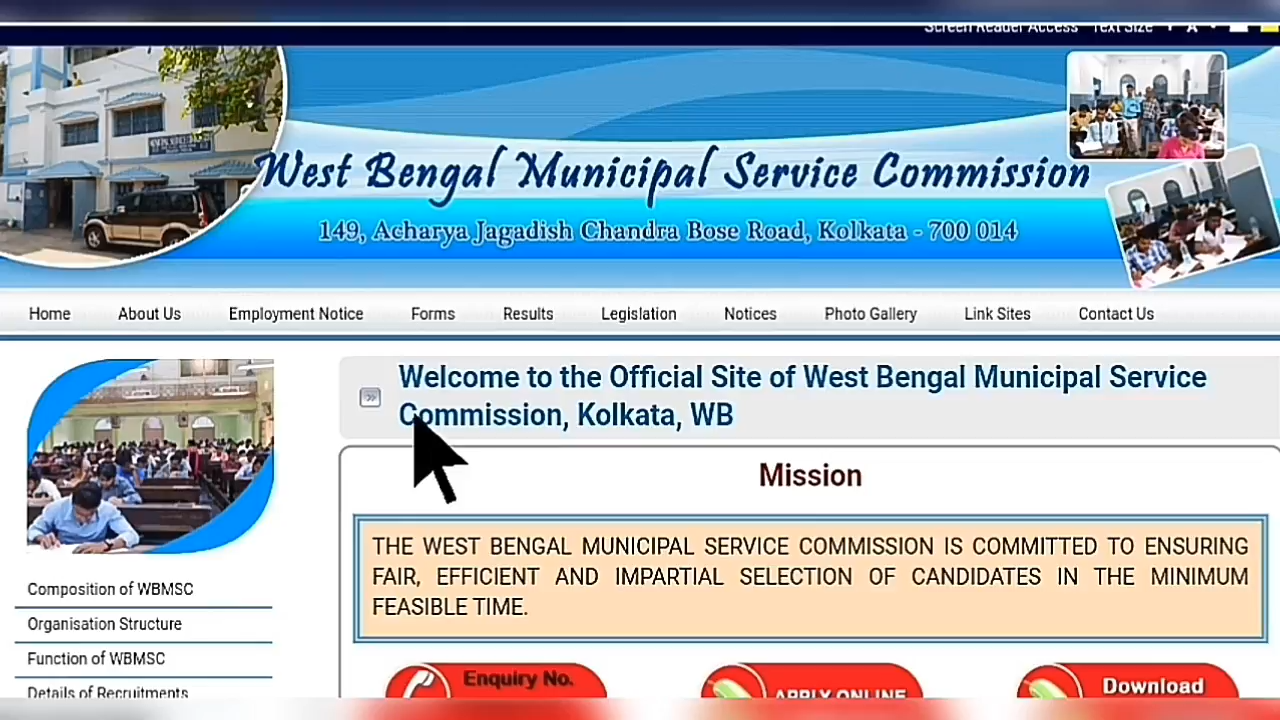 Screen Reader Access Text Size
West Bengal Municipal Service Commission
149, Acharya Jagadish Chandra Bose Road, Kolkata - 700 014
Home About Us Employment Notice Forms Results Legislation Notices Photo Gallery Link Sites Contact Us
Welcome to the Official Site of West Bengal Municipal Service
Commission, Kolkata, WB
Mission
THE WEST BENGAL MUNICIPAL SERVICE COMMISSION IS COMMITTED TO ENSURING
FAIR, EFFICIENT AND IMPARTIAL SELECTION OF CANDIDATES IN THE MINIMUM
FEASIBLE TIME.
Composition of WBMSC
Organisation Structure
Function of WBMSC
Details of Recruitments
Enquiry No.
APPLY ONLINE
Download